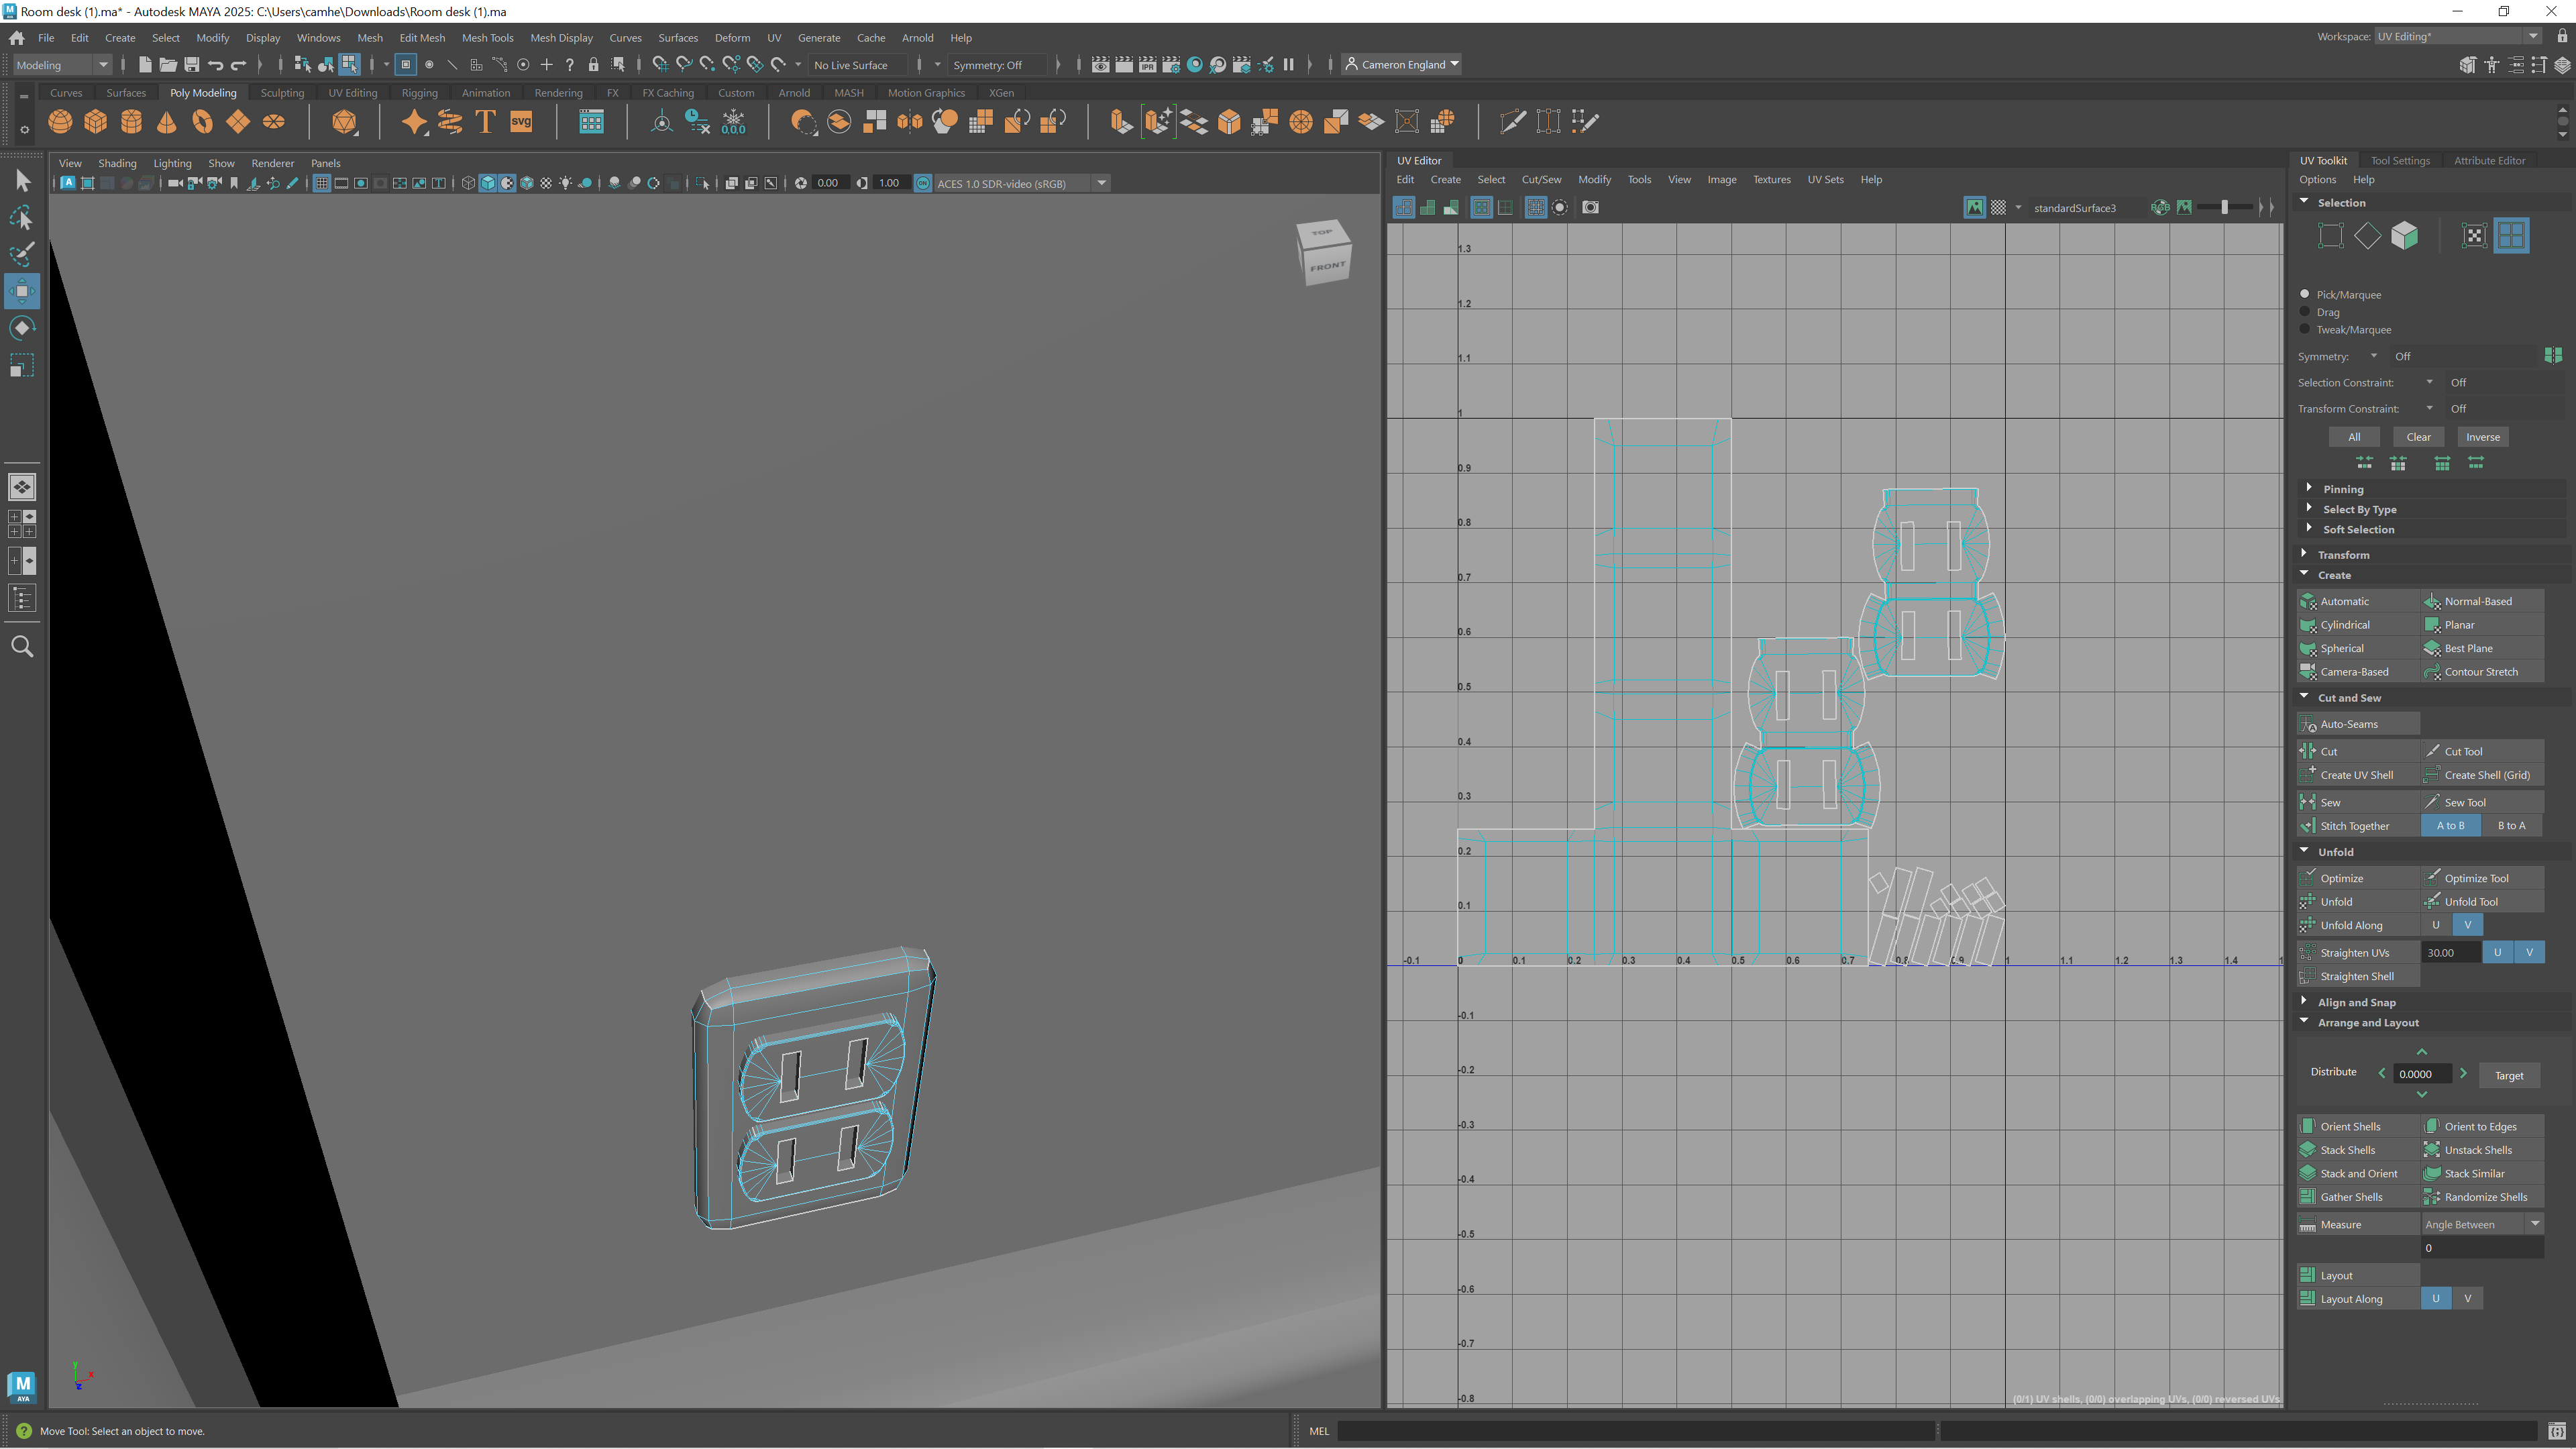 Room desk (1).ma* - Autodesk MAYA 2025: C:\Users\camhe\Downloads\Room desk (1).ma
File Edit Create Select Modify Display Windows Mesh Edit Mesh Mesh Tools Mesh Display Curves Surfaces Deform UV Generate Cache Arnold Help
Workspace: UV Editing*
Modeling
No Live Surface
Symmetry: Off
Cameron England
Curves Surfaces Poly Modeling Sculpting UV Editing Rigging Animation Rendering FX FX Caching Custom Arnold MASH Motion Graphics XGen
T
SVG
0,0,0
IPR
View Shading Lighting Show Renderer Panels
0.00
1.00
ACES 1.0 SDR-video (sRGB)
TOP
FRONT
UV Editor
Edit Create Select Cut/Sew Modify Tools View Image Textures UV Sets Help
standardSurface3
RGB
1.3
1.2
1.1
1
0.9
0.8
0.7
0.6
0.5
0.4
0.3
0.2
0.1
-0.1 0 0.1 0.2 0.3 0.4 0.5 0.6 0.7 0.8 0.9 1.1 1.2 1.3 1.4
-0.1
-0.2
-0.3
-0.4
-0.5
-0.6
-0.7
-0.8
(0/1) UV shells, (0/0) overlapping UVs, (0/0) reversed UVs
UV Toolkit Tool Settings Attribute Editor
Options Help
Selection
Pick/Marquee
Drag
Tweak/Marquee
Symmetry: Off
Selection Constraint: Off
Transform Constraint: Off
All Clear Inverse
Pinning
Select By Type
Soft Selection
Transform
Create
Automatic Normal-Based
Cylindrical Planar
Spherical Best Plane
Camera-Based Contour Stretch
Cut and Sew
Auto-Seams
Cut Cut Tool
Create UV Shell Create Shell (Grid)
Sew Sew Tool
Stitch Together A to B B to A
Unfold
Optimize Optimize Tool
Unfold Unfold Tool
Unfold Along U V
Straighten UVs 30.00 U V
Straighten Shell
Align and Snap
Arrange and Layout
Distribute 0.0000 Target
Orient Shells Orient to Edges
Stack Shells Unstack Shells
Stack and Orient Stack Similar
Gather Shells Randomize Shells
Measure Angle Between
0
Layout
Layout Along U V
y
x
z
M
AYA
Move Tool: Select an object to move.
MEL